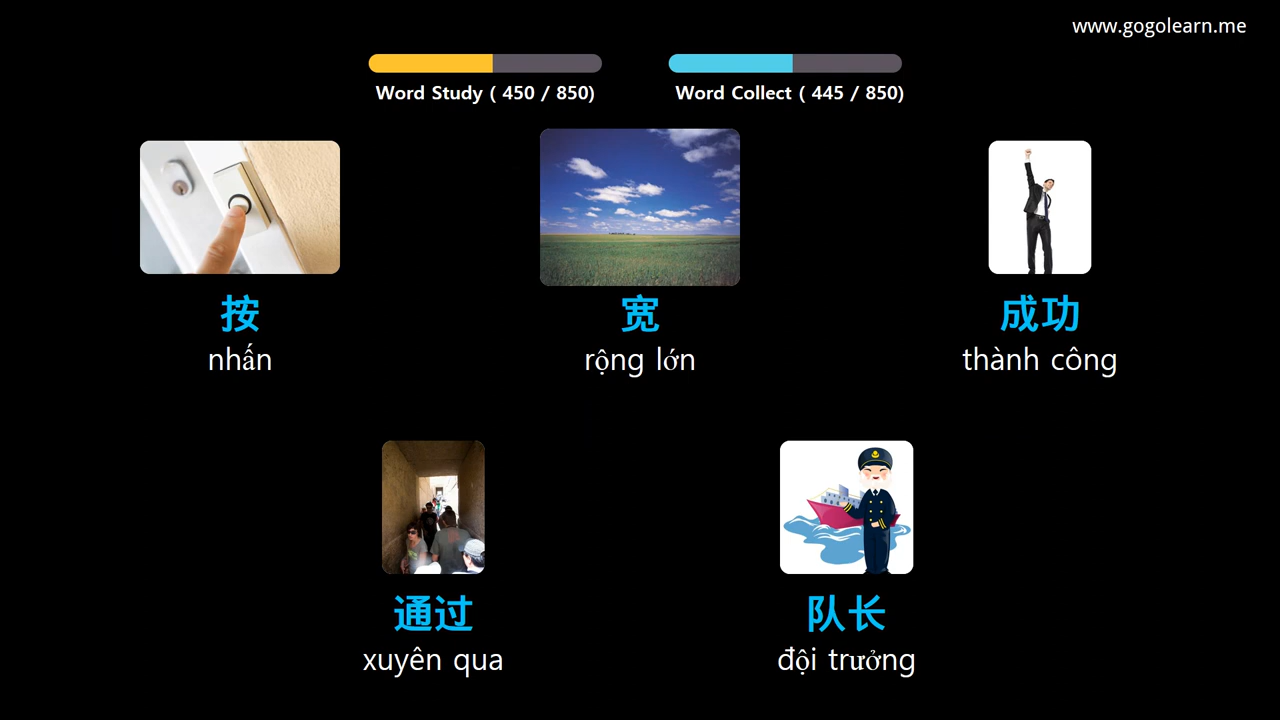 www.gogolearn.me
Word Study ( 450 / 850)
Word Collect ( 445 / 850)
按
nhấn
宽
rộng lớn
成功
thành công
通过
xuyên qua
队长
đội trưởng